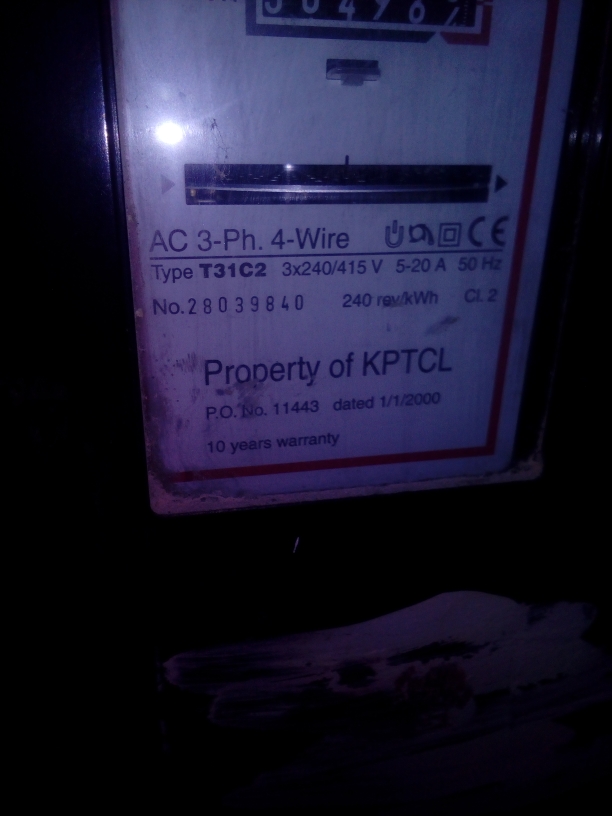 AC 3-Ph. 4-Wire CE
Type T31C2 3x240/415 V 5-20 A 50 Hz
No.28039840 240 rev/kWh Cl. 2
Property of KPTCL
P.O. No. 11443 dated 1/1/2000
10 years warranty